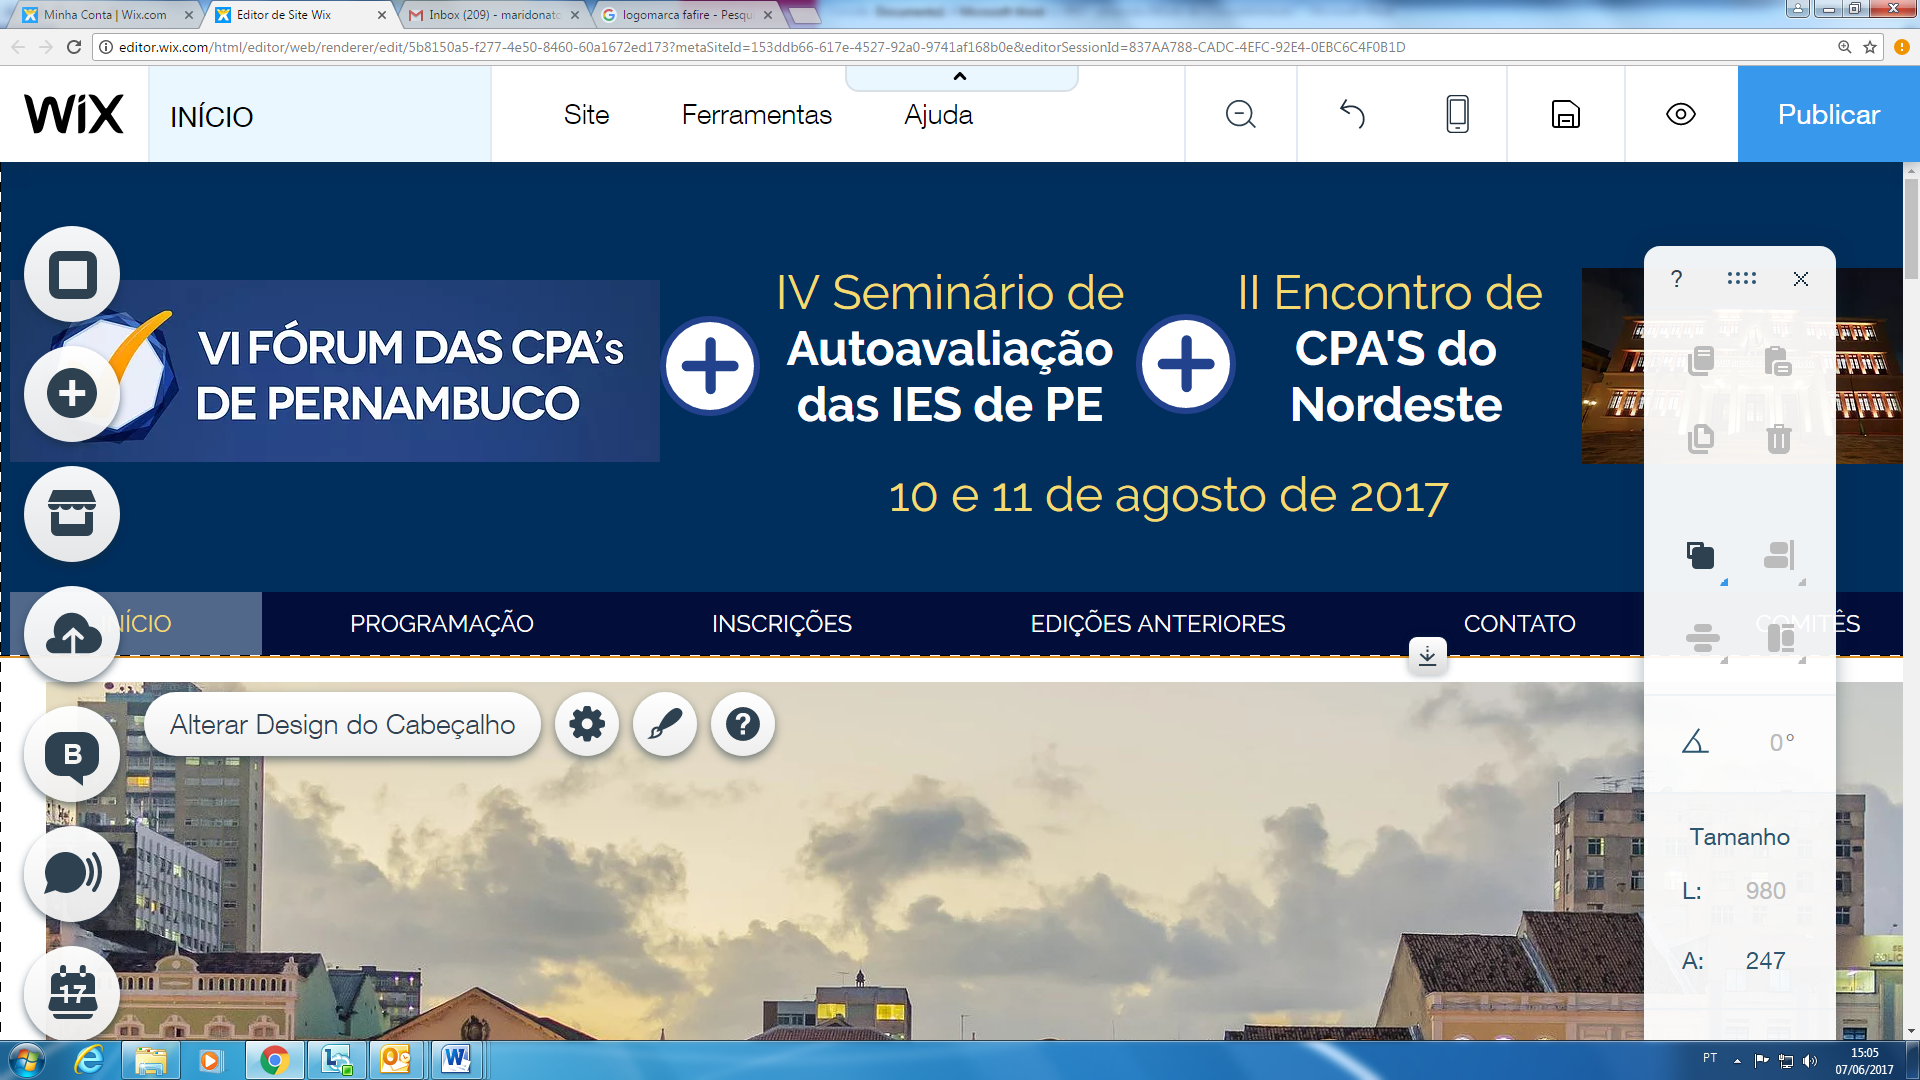 Minha Conta | Wix.com
Editor de Site Wix
Inbox (209) - maridonato
logomarca fafire - Pesqu
editor.wix.com/html/editor/web/renderer/edit/5b8150a5-f277-4e50-8460-60a1672ed173?metaSiteId=153ddb66-617e-4527-92a0-9741af168b0e&editorSessionId=837AA788-CADC-4EFC-92E4-0EBC6C4F0B1D
WiX
INÍCIO
Site
Ferramentas
Ajuda
Publicar
VI FÓRUM DAS CPA's
DE PERNAMBUCO
IV Seminário de
Autoavaliação
das IES de PE
II Encontro de
CPA'S do
Nordeste
10 e 11 de agosto de 2017
?
INÍCIO
PROGRAMAÇÃO
INSCRIÇÕES
EDIÇÕES ANTERIORES
CONTATO
COMITÊS
Alterar Design do Cabeçalho
?
B
17
0°
Tamanho
L: 980
A: 247
PT
15:05
07/06/2017